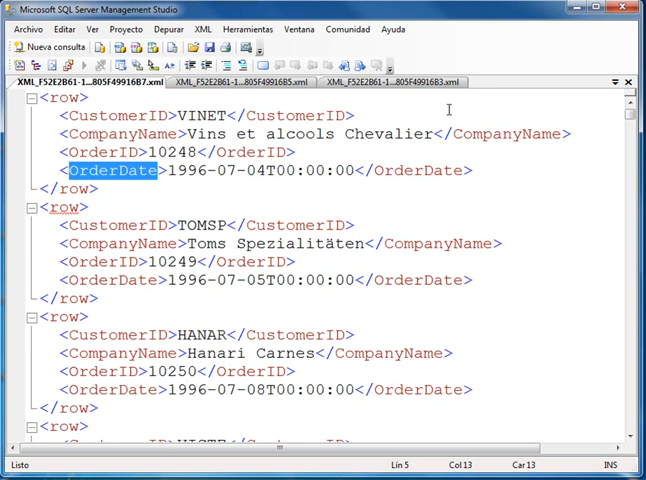 Microsoft SQL Server Management Studio
Archivo Editar Ver Proyecto Depurar XML Herramientas Ventana Comunidad Ayuda
Nueva consulta
XML_F52E2B61-1...805F49916B7.xml XML_F52E2B61-1...805F49916B5.xml XML_F52E2B61-1...805F49916B3.xml
<row>
<CustomerID>VINET</CustomerID>
<CompanyName>Vins et alcools Chevalier</CompanyName>
<OrderID>10248</OrderID>
<OrderDate>1996-07-04T00:00:00</OrderDate>
</row>
<row>
<CustomerID>TOMSP</CustomerID>
<CompanyName>Toms Spezialitäten</CompanyName>
<OrderID>10249</OrderID>
<OrderDate>1996-07-05T00:00:00</OrderDate>
</row>
<row>
<CustomerID>HANAR</CustomerID>
<CompanyName>Hanari Carnes</CompanyName>
<OrderID>10250</OrderID>
<OrderDate>1996-07-08T00:00:00</OrderDate>
</row>
<row>
Listo Lín 5 Col 13 Car 13 INS